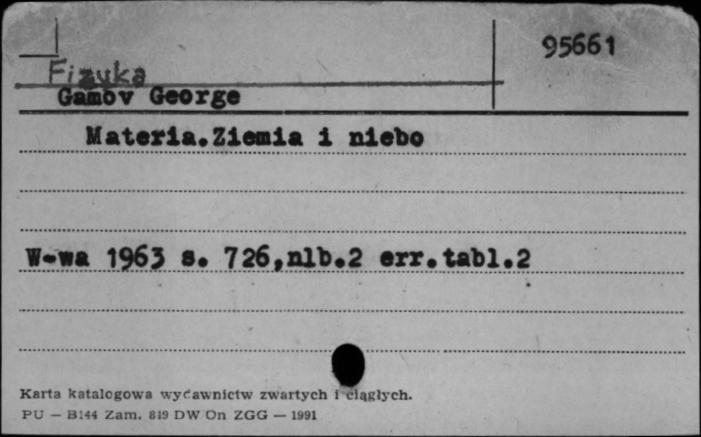 95661
Fizyka
Gamov George
Materia.Ziemia i niebo
W-wa 1963 s. 726,nlb.2 err.tabl.2
Karta katalogowa wydawnictw zwartych i ciągłych.
PU — B144 Zam. 819 DW On ZGG — 1991